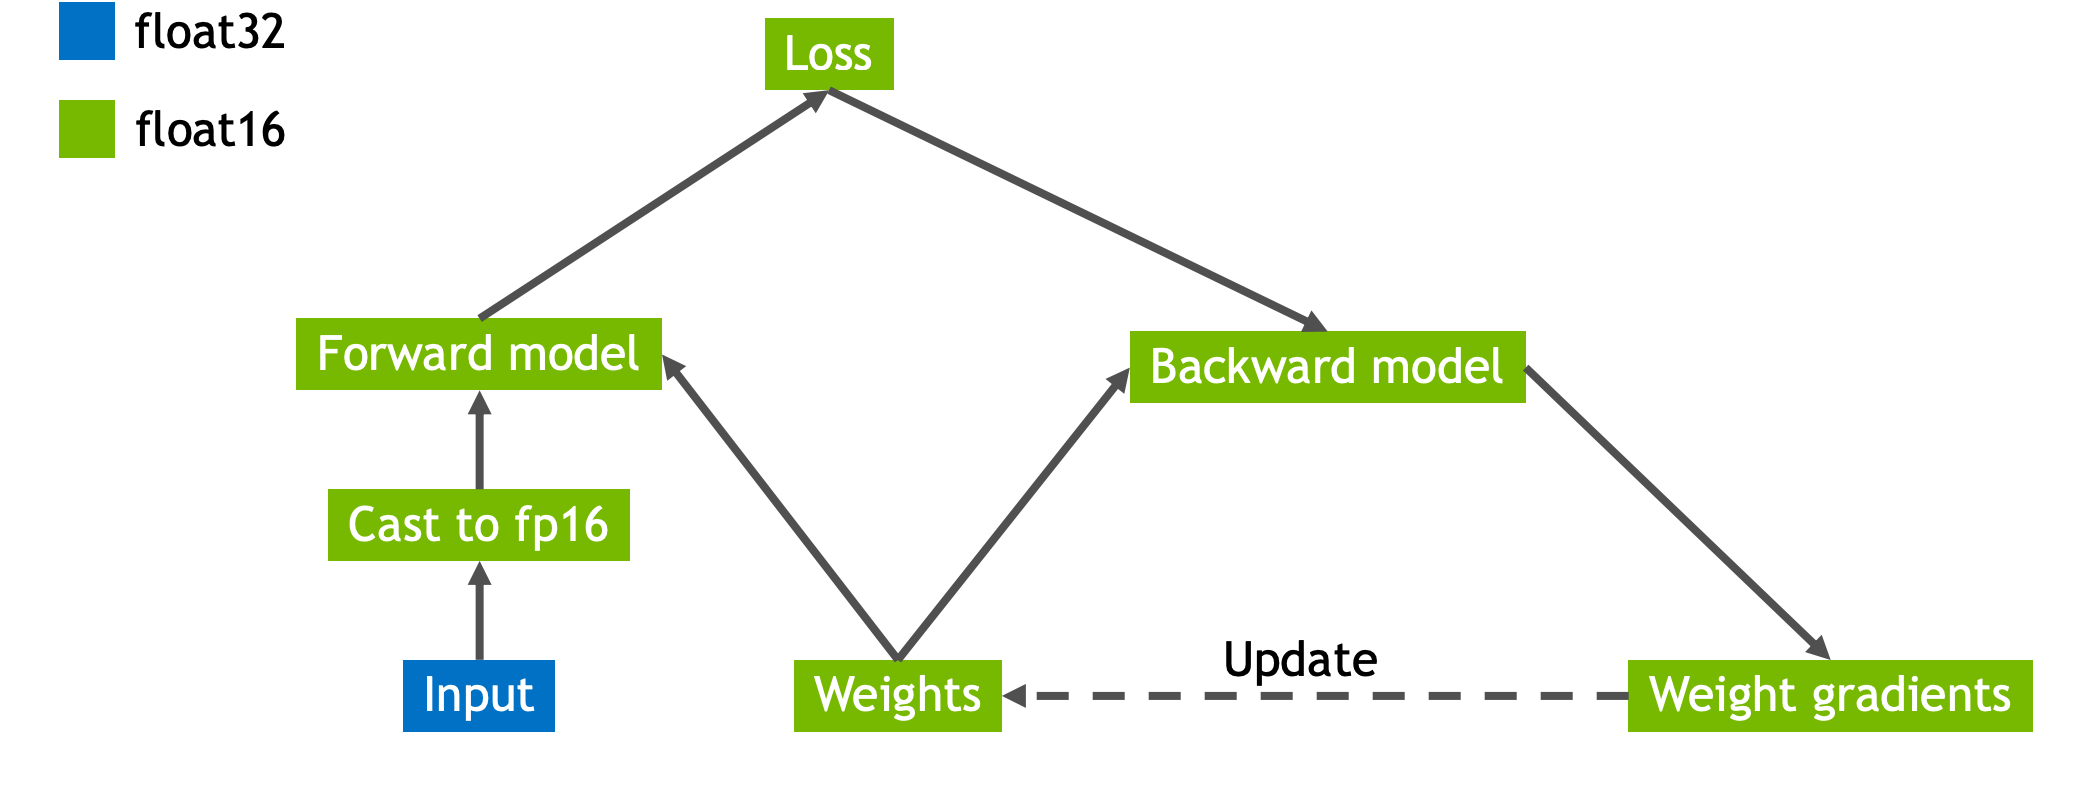 float32
float16
Loss
Forward model
Backward model
Cast to fp16
Update
Input
Weights
Weight gradients